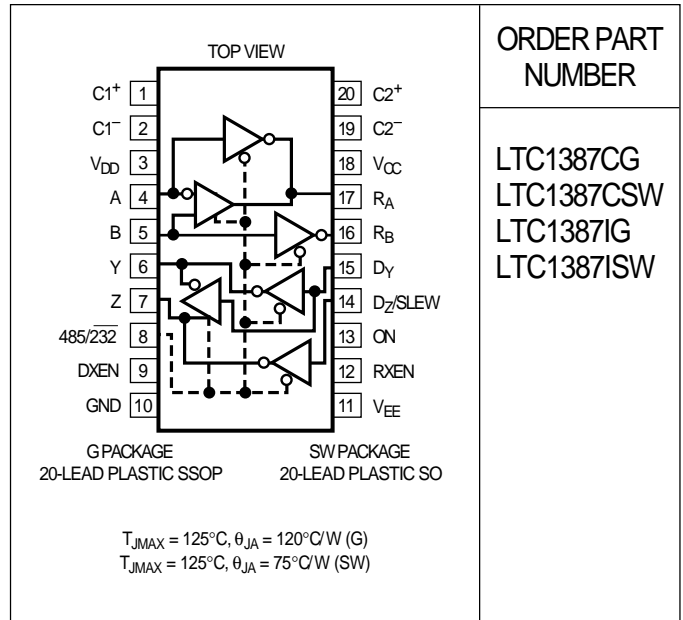 TOP VIEW
C1+ 1
C1– 2
VDD 3
A 4
B 5
Y 6
Z 7
485/2̅3̅2̅ 8
DXEN 9
GND 10
20 C2+
19 C2–
18 VCC
17 RA
16 RB
15 DY
14 DZ/SLEW
13 ON
12 RXEN
11 VEE
G PACKAGE
20-LEAD PLASTIC SSOP
SW PACKAGE
20-LEAD PLASTIC SO
TJMAX = 125°C, θJA = 120°C/W (G)
TJMAX = 125°C, θJA = 75°C/W (SW)
ORDER PART
NUMBER
LTC1387CG
LTC1387CSW
LTC1387IG
LTC1387ISW